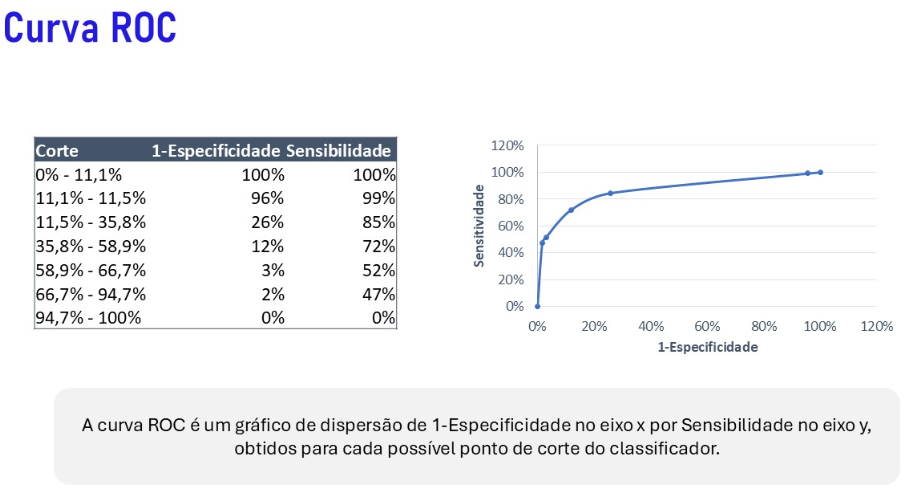 Curva ROC
Corte 1-Especificidade Sensibilidade
0% - 11,1% 100% 100%
11,1% - 11,5% 96% 99%
11,5% - 35,8% 26% 85%
35,8% - 58,9% 12% 72%
58,9% - 66,7% 3% 52%
66,7% - 94,7% 2% 47%
94,7% - 100% 0% 0%
Sensitividade
120%
100%
80%
60%
40%
20%
0%
0% 20% 40% 60% 80% 100% 120%
1-Especificidade
A curva ROC é um gráfico de dispersão de 1-Especificidade no eixo x por Sensibilidade no eixo y,
obtidos para cada possível ponto de corte do classificador.